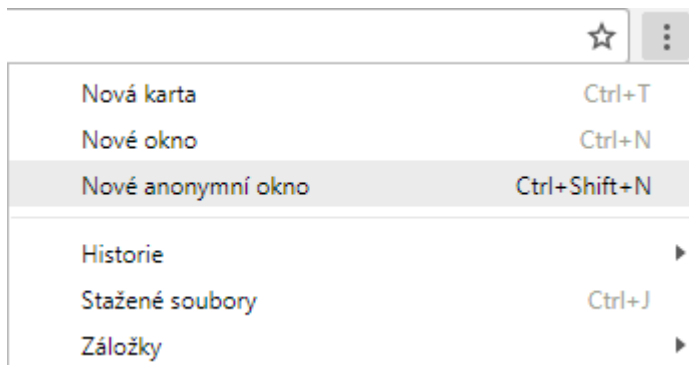 Nová karta Ctrl+T
Nové okno Ctrl+N
Nové anonymní okno Ctrl+Shift+N
Historie
Stažené soubory Ctrl+J
Záložky